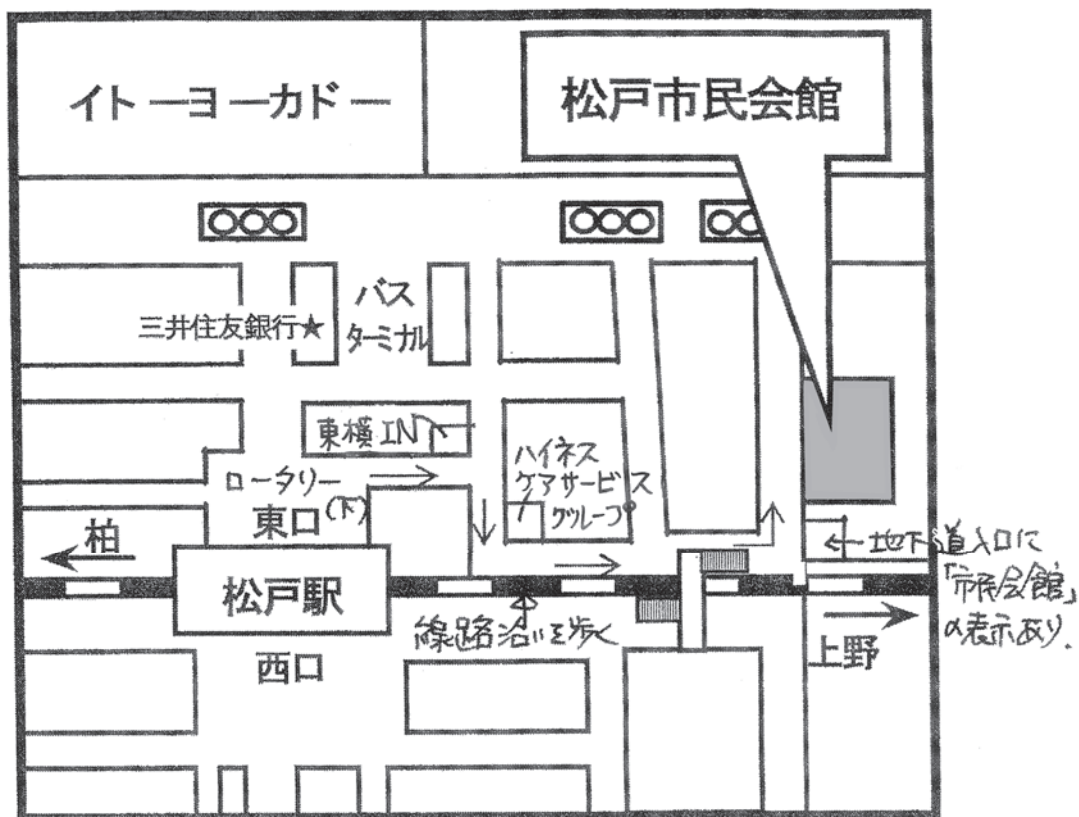 イトーヨーカドー
松戸市民会館
バス
ターミナル
三井住友銀行★
東横IN
ハイネス
ケアサービス
グループ
ロータリー
(下)
東口
柏
←地下道入口に
「市民会館」
の表示あり.
松戸駅
線路沿いを歩く
上野
西口